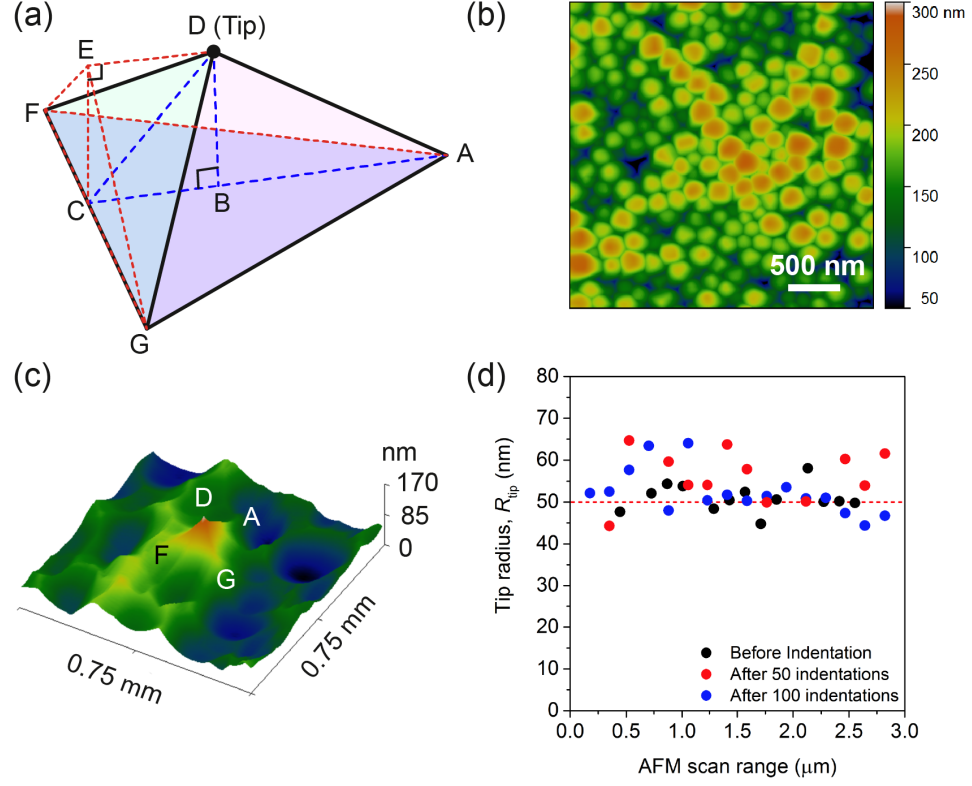 (a)
D (Tip)
E
F
A
C
B
G
(b)
500 nm
300 nm
250
200
150
100
50
(c)
nm
170
85
0
D
A
F
G
0.75 mm
0.75 mm
(d)
80
70
60
50
40
30
20
10
0
Tip radius, Rtip (nm)
Before Indentation
After 50 indentations
After 100 indentations
0.0 0.5 1.0 1.5 2.0 2.5 3.0
AFM scan range (μm)